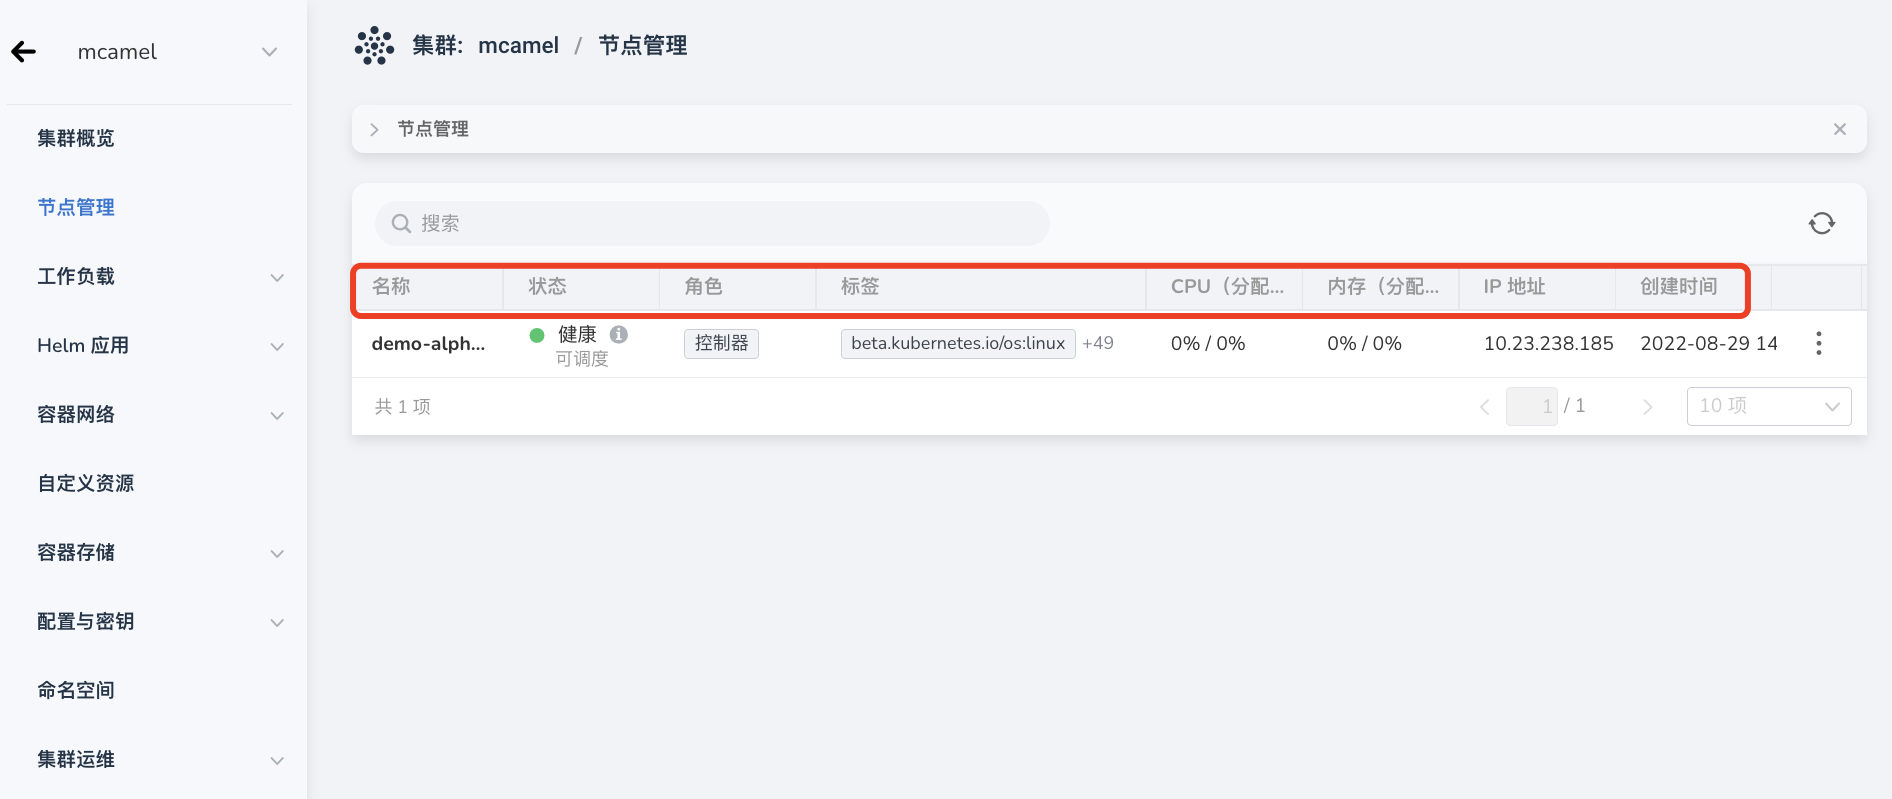 mcamel
集群概览
节点管理
工作负载
Helm 应用
容器网络
自定义资源
容器存储
配置与密钥
命名空间
集群运维
集群: mcamel / 节点管理
节点管理
搜索
名称 状态 角色 标签 CPU（分配... 内存（分配... IP 地址 创建时间
demo-alph... 健康 控制器 beta.kubernetes.io/os:linux +49 0% / 0% 0% / 0% 10.23.238.185 2022-08-29 14
可调度
共 1 项 1 / 1 10 项